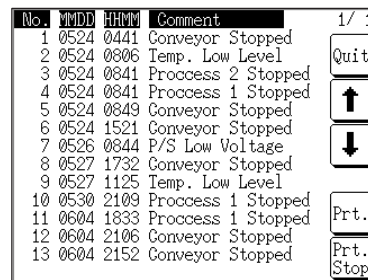 No. MMDD HHMM Comment 1/ 1
1 0524 0441 Conveyor Stopped
2 0524 0806 Temp. Low Level
Quit
3 0524 0841 Proccess 2 Stopped
4 0524 0841 Proccess 1 Stopped
5 0524 0849 Conveyor Stopped
6 0524 1521 Conveyor Stopped
7 0526 0844 P/S Low Voltage
8 0527 1732 Conveyor Stopped
9 0527 1125 Temp. Low Level
10 0530 2109 Proccess 1 Stopped
11 0604 1833 Proccess 1 Stopped
Prt.
12 0604 2106 Conveyor Stopped
13 0604 2152 Conveyor Stopped
Prt.
Stop